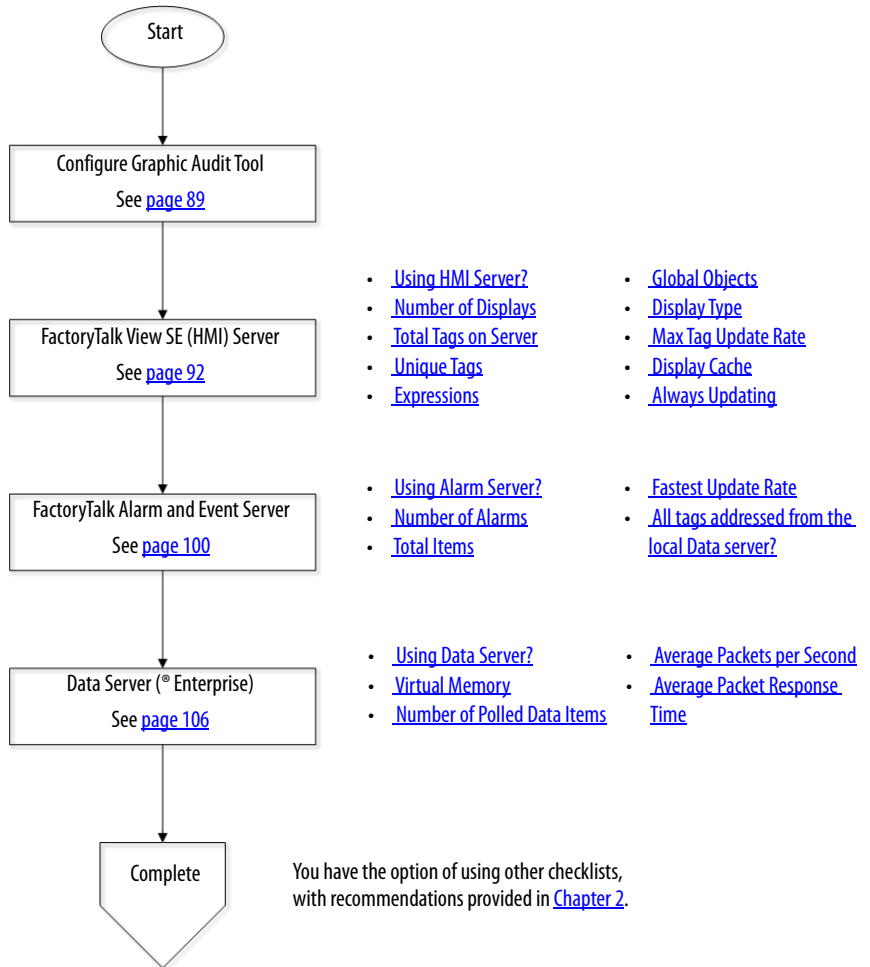 Start
Configure Graphic Audit Tool
See page 89
FactoryTalk View SE (HMI) Server
See page 92
• Using HMI Server?
• Number of Displays
• Total Tags on Server
• Unique Tags
• Expressions
• Global Objects
• Display Type
• Max Tag Update Rate
• Display Cache
• Always Updating
FactoryTalk Alarm and Event Server
See page 100
• Using Alarm Server?
• Number of Alarms
• Total Items
• Fastest Update Rate
• All tags addressed from the
local Data server?
Data Server (® Enterprise)
See page 106
• Using Data Server?
• Virtual Memory
• Number of Polled Data Items
• Average Packets per Second
• Average Packet Response
Time
Complete
You have the option of using other checklists,
with recommendations provided in Chapter 2.